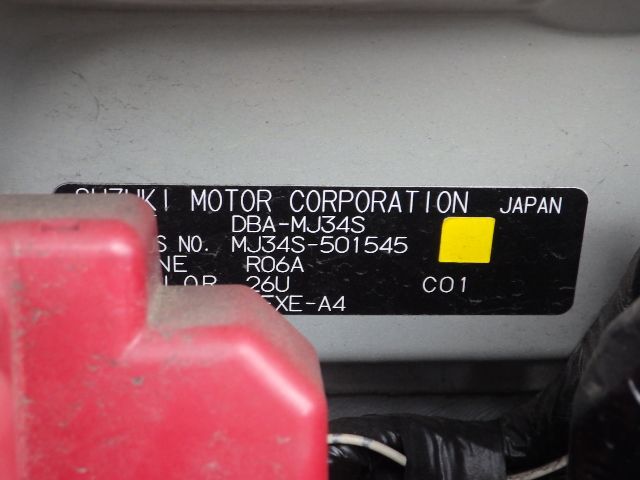 SUZUKI MOTOR CORPORATION JAPAN
DBA-MJ34S
S NO. MJ34S-501545
NE R06A
LOR 26U C01
EXE-A4